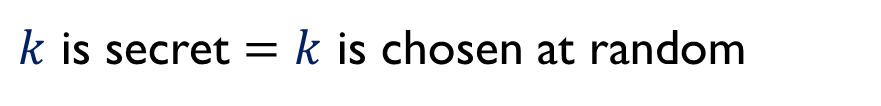 k is secret = k is chosen at random